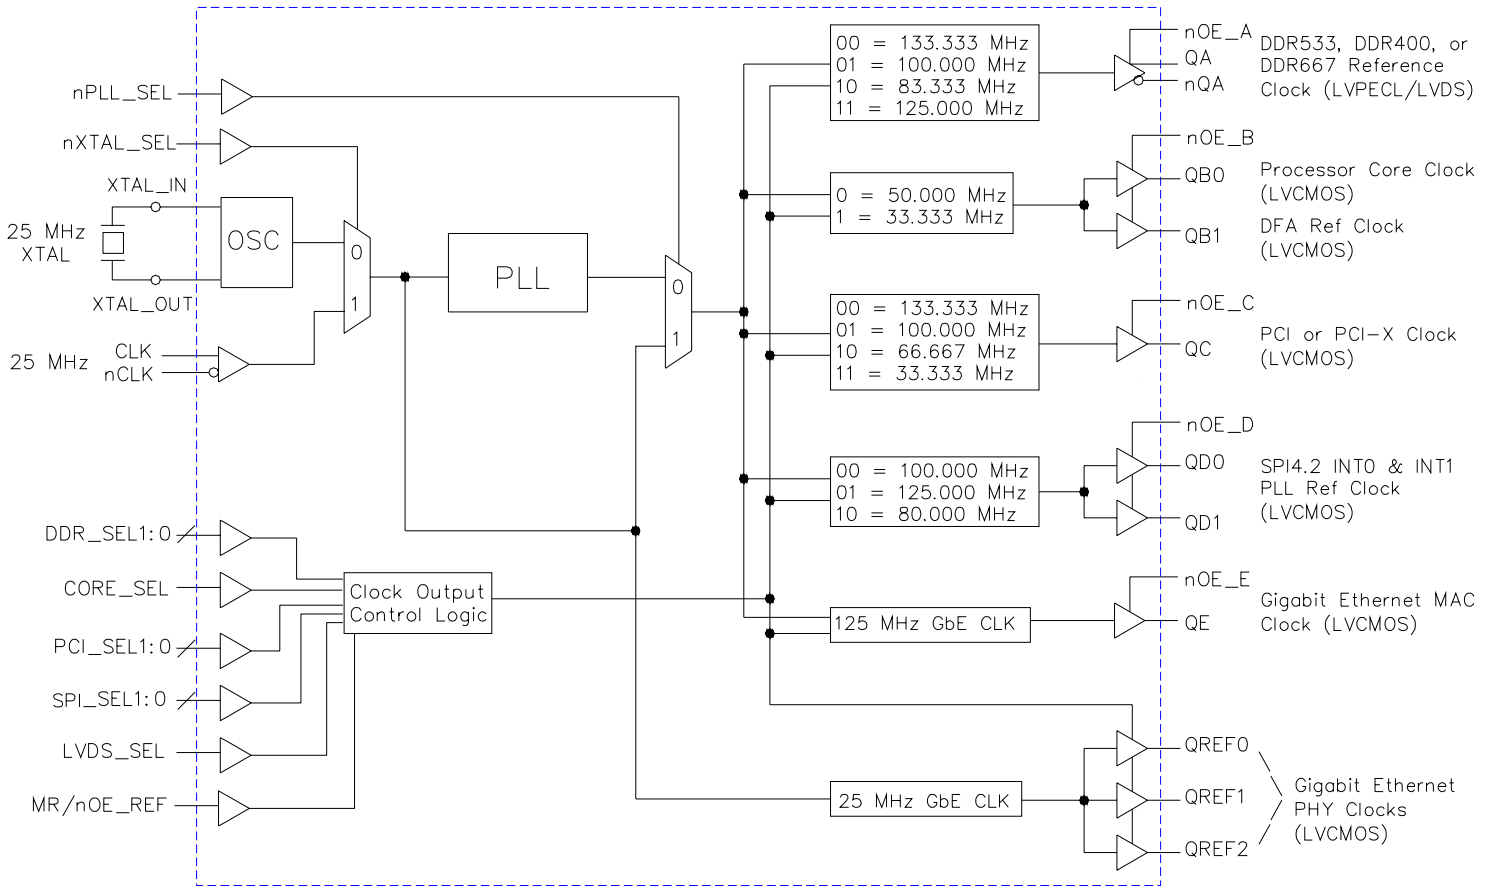 nPLL_SEL
nXTAL_SEL
XTAL_IN
25 MHz
XTAL
XTAL_OUT
OSC
0
1
25 MHz
CLK
nCLK
PLL
0
1
DDR_SEL1:0
CORE_SEL
PCI_SEL1:0
SPI_SEL1:0
LVDS_SEL
MR/nOE_REF
Clock Output
Control Logic
00 = 133.333 MHz
01 = 100.000 MHz
10 = 83.333 MHz
11 = 125.000 MHz
nOE_A
QA
nQA
DDR533, DDR400, or
DDR667 Reference
Clock (LVPECL/LVDS)
0 = 50.000 MHz
1 = 33.333 MHz
nOE_B
QB0
QB1
Processor Core Clock
(LVCMOS)
DFA Ref Clock
(LVCMOS)
00 = 133.333 MHz
01 = 100.000 MHz
10 = 66.667 MHz
11 = 33.333 MHz
nOE_C
QC
PCI or PCI-X Clock
(LVCMOS)
00 = 100.000 MHz
01 = 125.000 MHz
10 = 80.000 MHz
nOE_D
QD0
QD1
SPI4.2 INT0 & INT1
PLL Ref Clock
(LVCMOS)
125 MHz GbE CLK
nOE_E
QE
Gigabit Ethernet MAC
Clock (LVCMOS)
25 MHz GbE CLK
QREF0
QREF1
QREF2
Gigabit Ethernet
PHY Clocks
(LVCMOS)